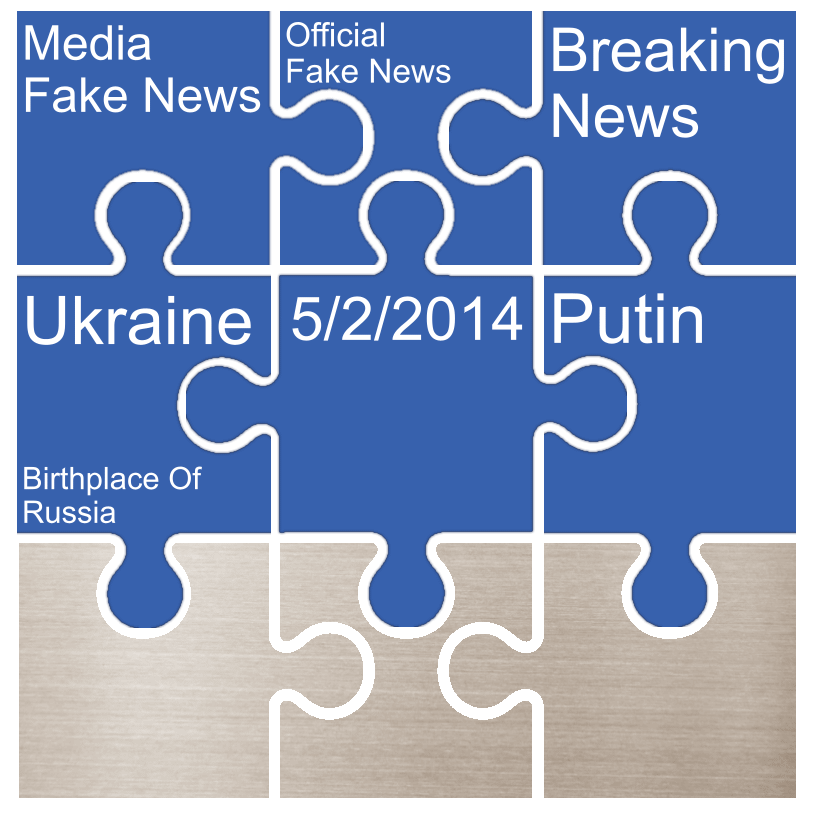 Media
Fake News
Official
Fake News
Breaking
News
Ukraine
Birthplace Of
Russia
5/2/2014
Putin